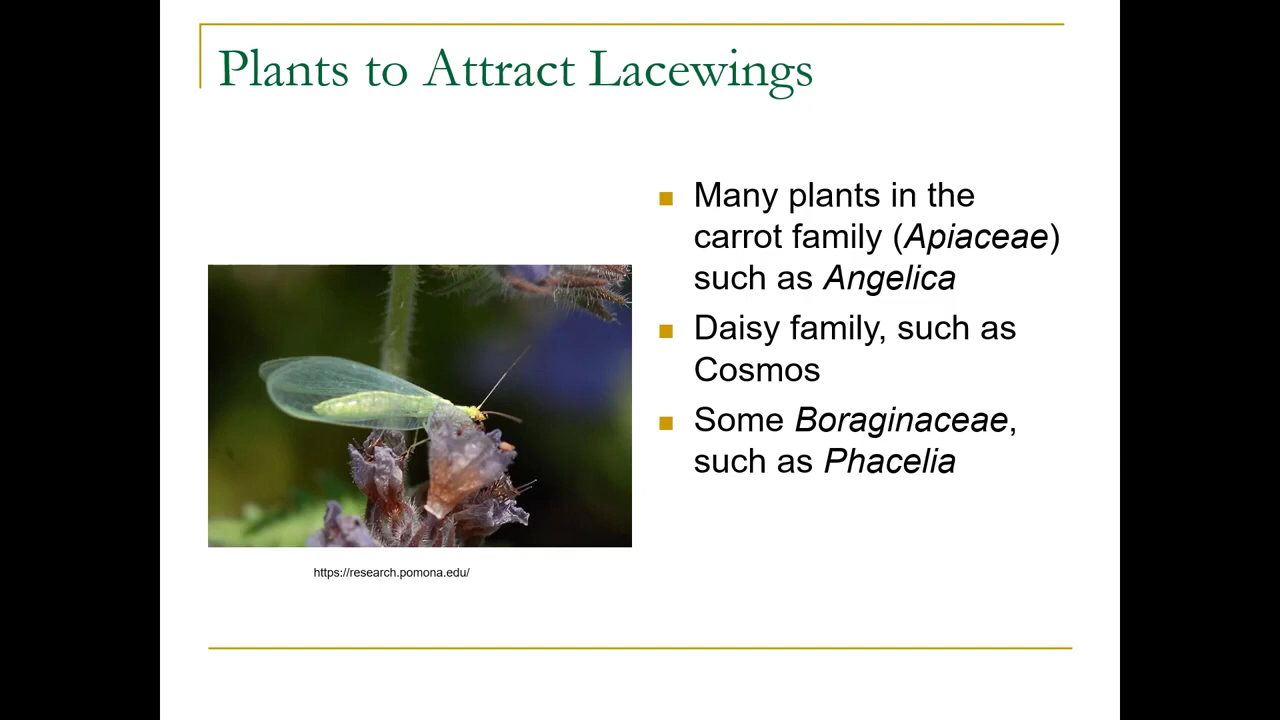 Plants to Attract Lacewings
Many plants in the
carrot family (Apiaceae)
such as Angelica
Daisy family, such as
Cosmos
Some Boraginaceae,
such as Phacelia
https://research.pomona.edu/